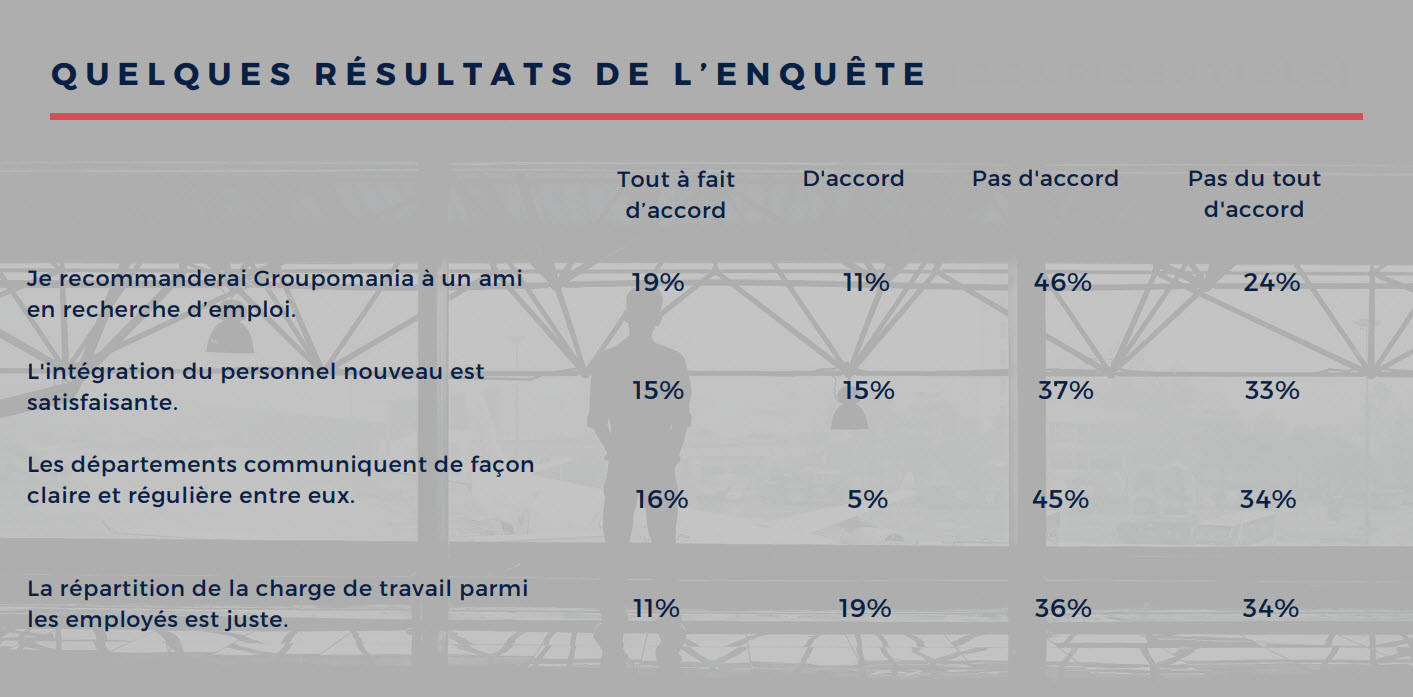 QUELQUES RÉSULTATS DE L’ENQUÊTE
Tout à fait
d’accord
D'accord
Pas d'accord
Pas du tout
d'accord
Je recommanderai Groupomania à un ami
en recherche d’emploi.
19% 11% 46% 24%
L'intégration du personnel nouveau est
satisfaisante.
15% 15% 37% 33%
Les départements communiquent de façon
claire et régulière entre eux.
16% 5% 45% 34%
La répartition de la charge de travail parmi
les employés est juste.
11% 19% 36% 34%